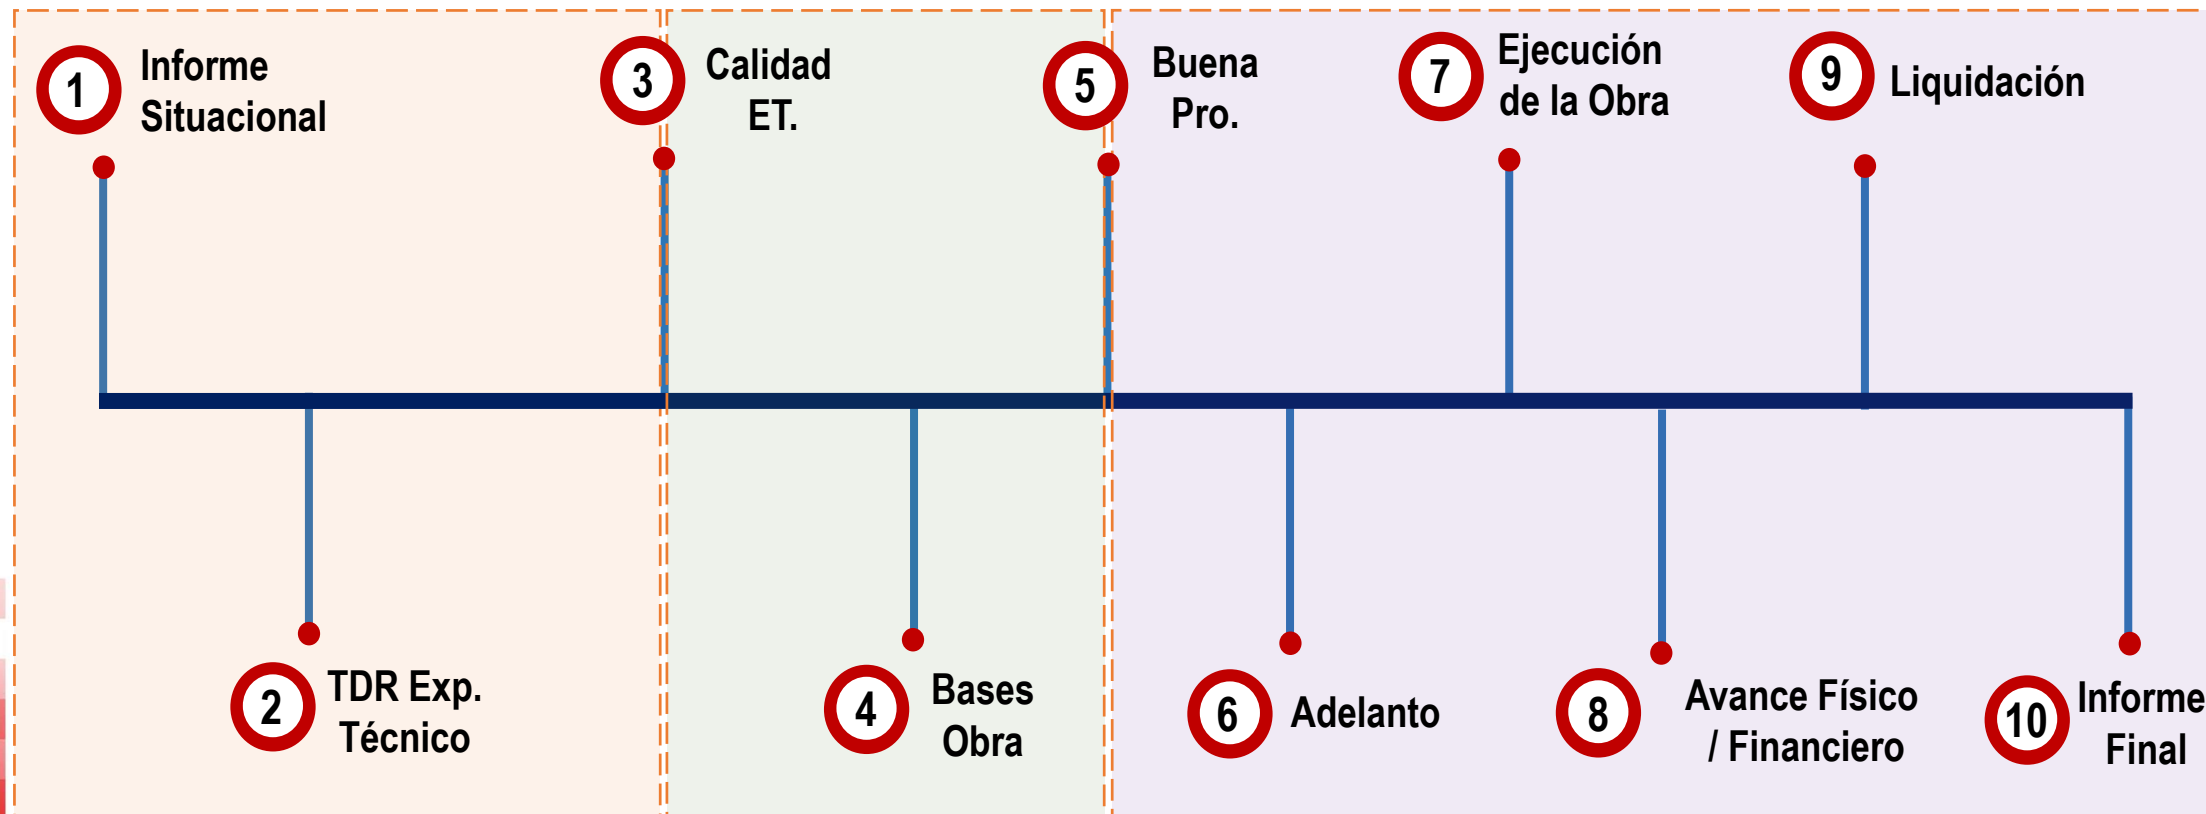 1
Informe
Situacional
2
TDR Exp.
Técnico
3
Calidad
ET.
4
Bases
Obra
5
Buena
Pro.
6
Adelanto
7
Ejecución
de la Obra
8
Avance Físico
/ Financiero
9
Liquidación
10
Informe
Final